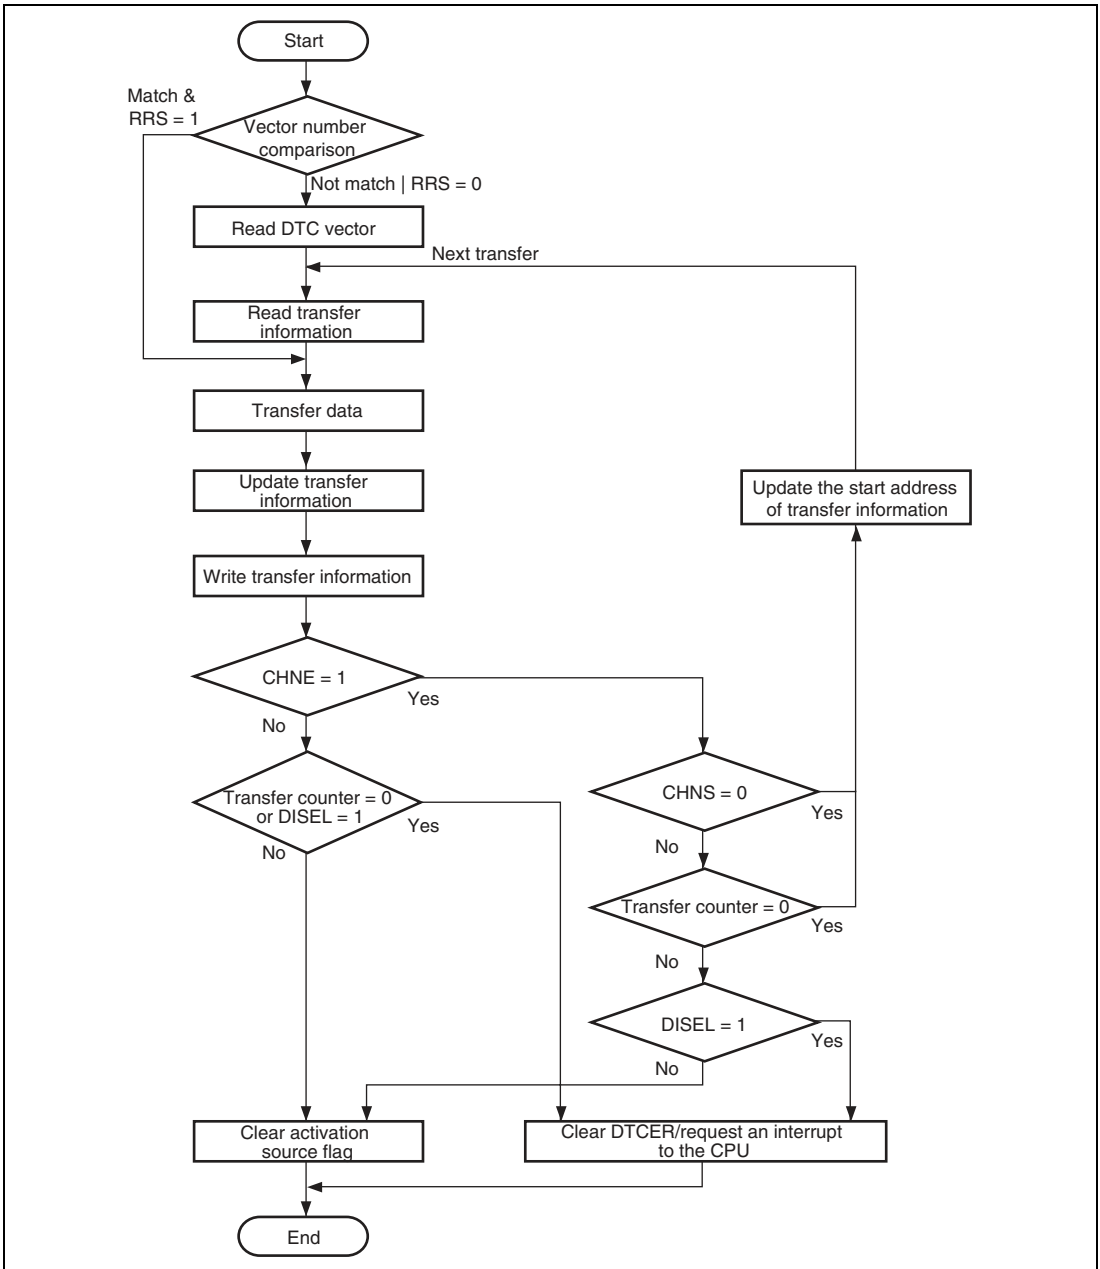 Start
Match &
RRS = 1
Vector number
comparison
Not match | RRS = 0
Read DTC vector
Next transfer
Read transfer
information
Transfer data
Update transfer
information
Update the start address
of transfer information
Write transfer information
CHNE = 1
Yes
No
Transfer counter = 0
or DISEL = 1
Yes
No
CHNS = 0
Yes
No
Transfer counter = 0
Yes
No
DISEL = 1
Yes
No
Clear activation
source flag
Clear DTCER/request an interrupt
to the CPU
End